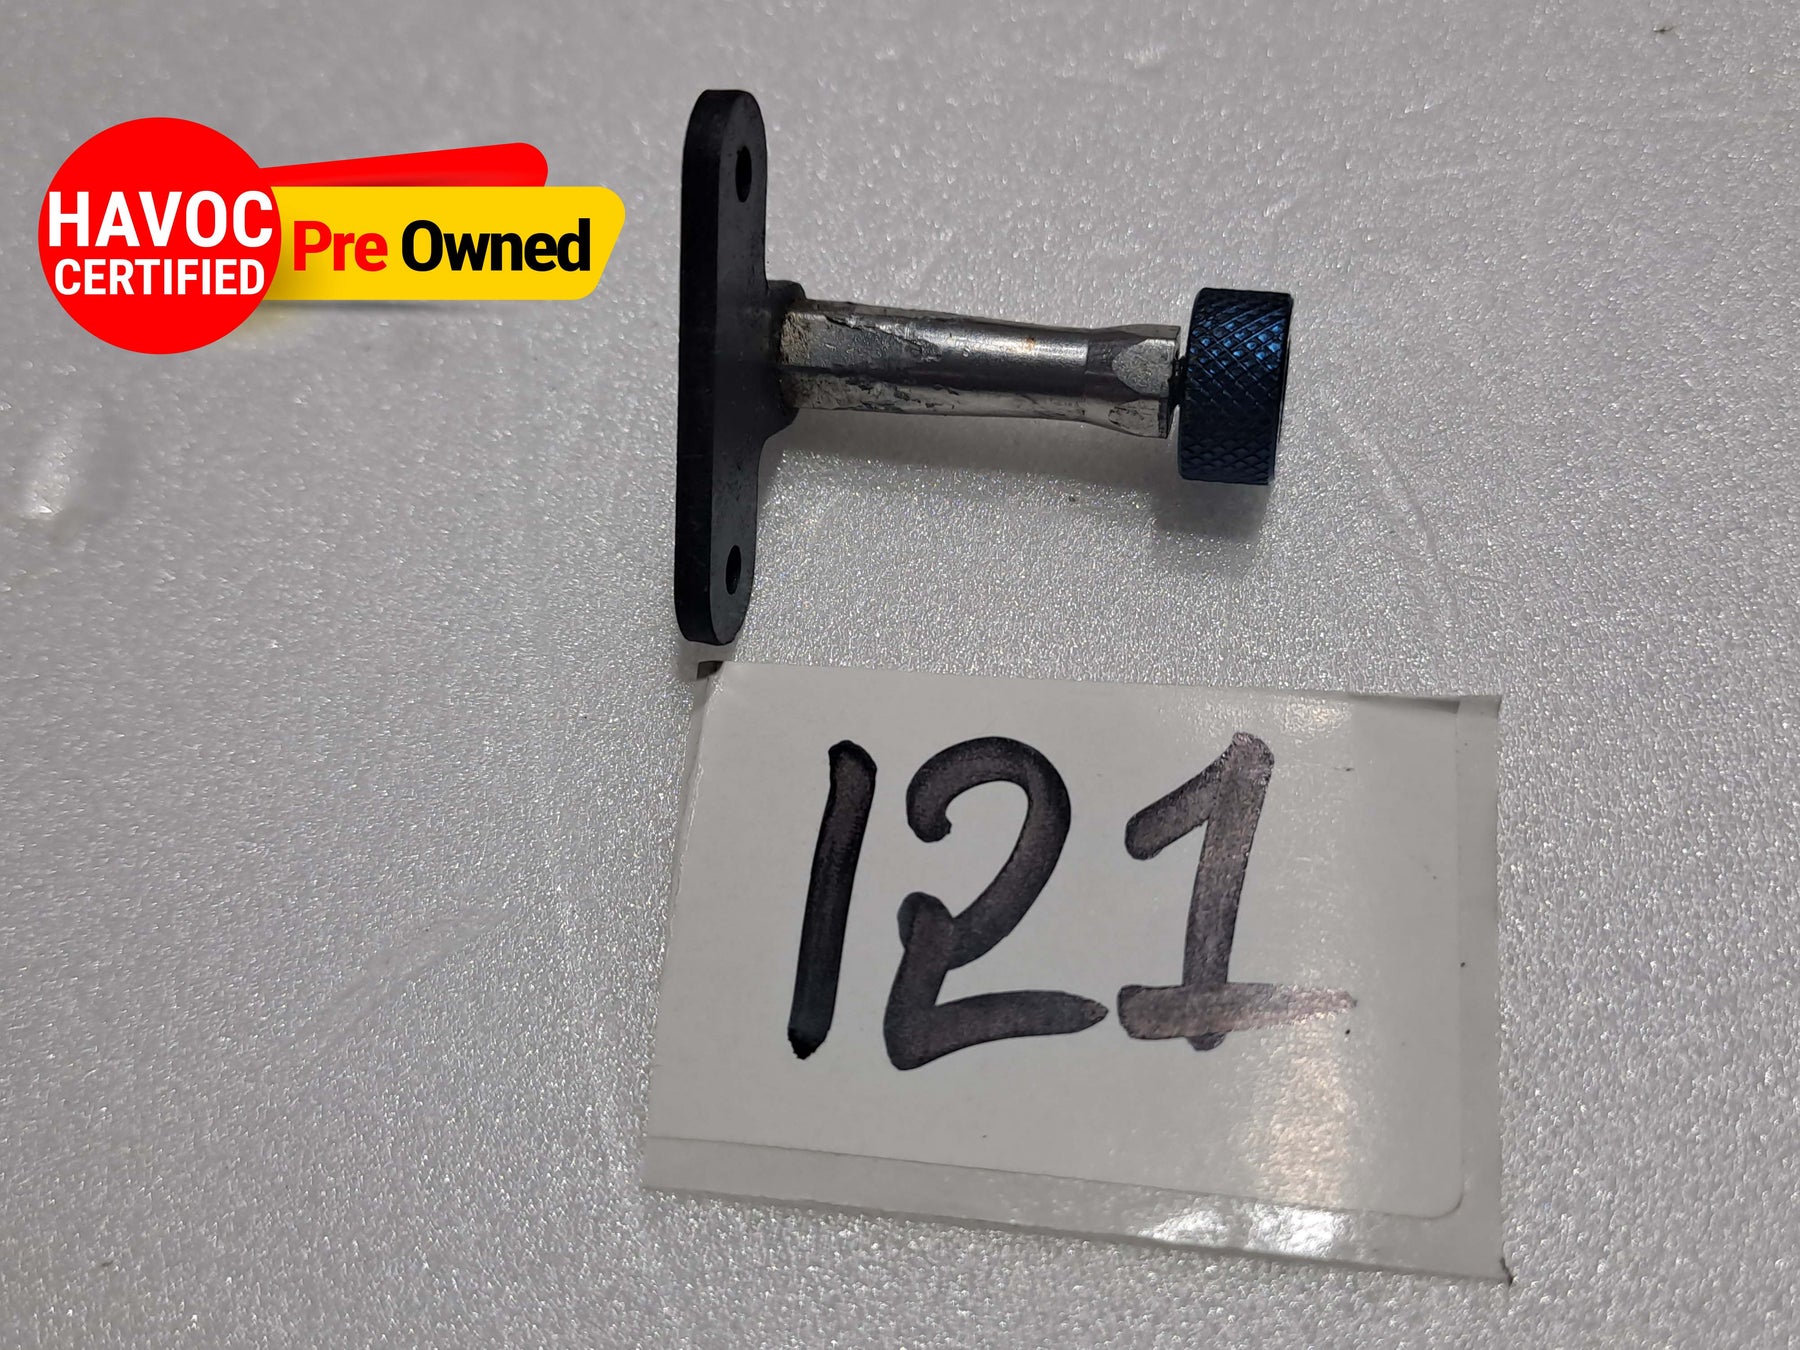 HAVOC
CERTIFIED
Pre Owned
121